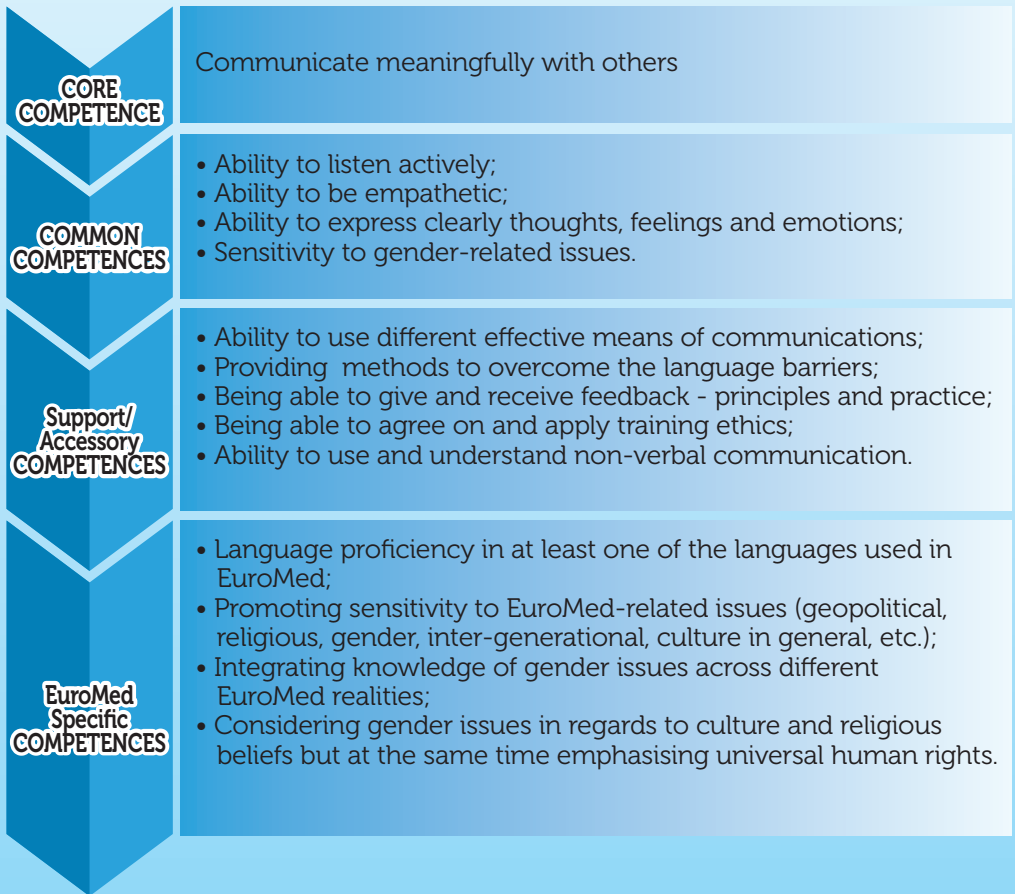 CORE
COMPETENCE
Communicate meaningfully with others
COMMON
COMPETENCES
• Ability to listen actively;
• Ability to be empathetic;
• Ability to express clearly thoughts, feelings and emotions;
• Sensitivity to gender-related issues.
Support/
Accessory
COMPETENCES
• Ability to use different effective means of communications;
• Providing methods to overcome the language barriers;
• Being able to give and receive feedback - principles and practice;
• Being able to agree on and apply training ethics;
• Ability to use and understand non-verbal communication.
EuroMed
Specific
COMPETENCES
• Language proficiency in at least one of the languages used in
EuroMed;
• Promoting sensitivity to EuroMed-related issues (geopolitical,
religious, gender, inter-generational, culture in general, etc.);
• Integrating knowledge of gender issues across different
EuroMed realities;
• Considering gender issues in regards to culture and religious
beliefs but at the same time emphasising universal human rights.